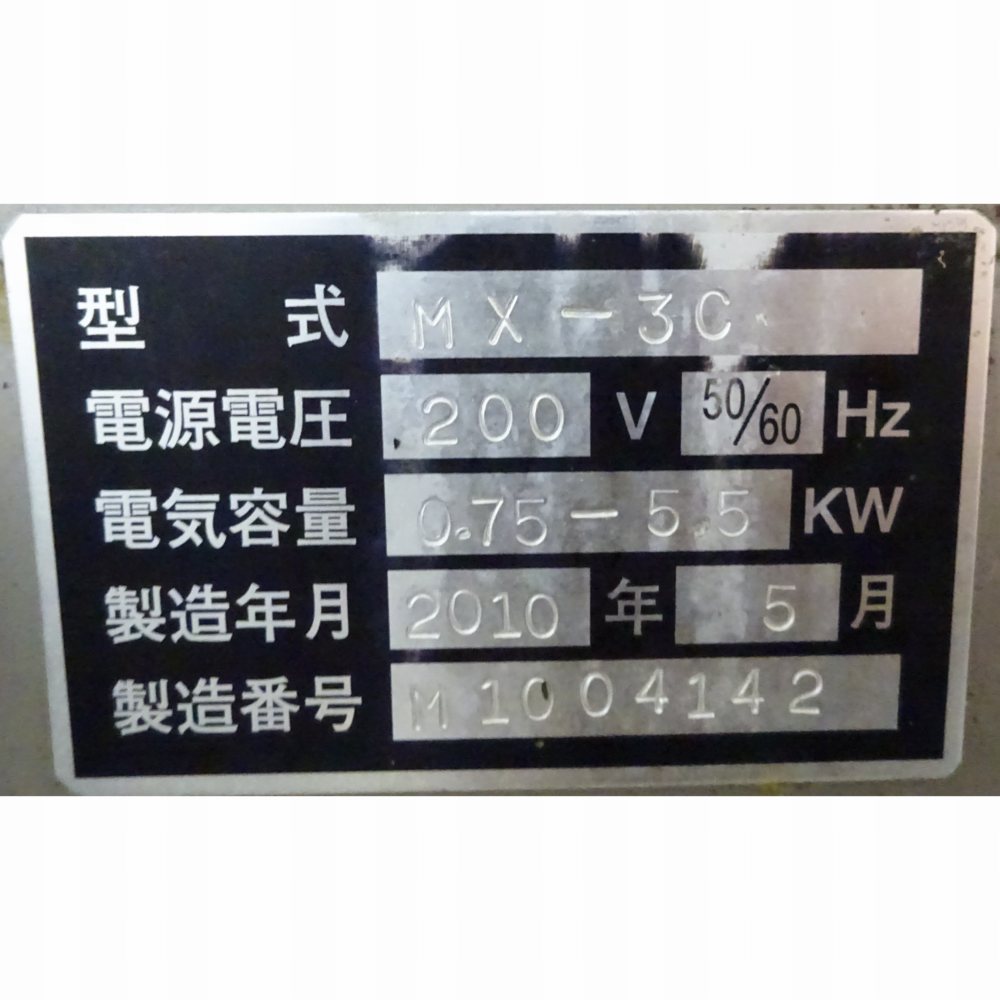 型式 MX-3C
電源電圧 200 V 50/60 Hz
電気容量 0.75-5.5 KW
製造年月 2010 年 5 月
製造番号 M1004142